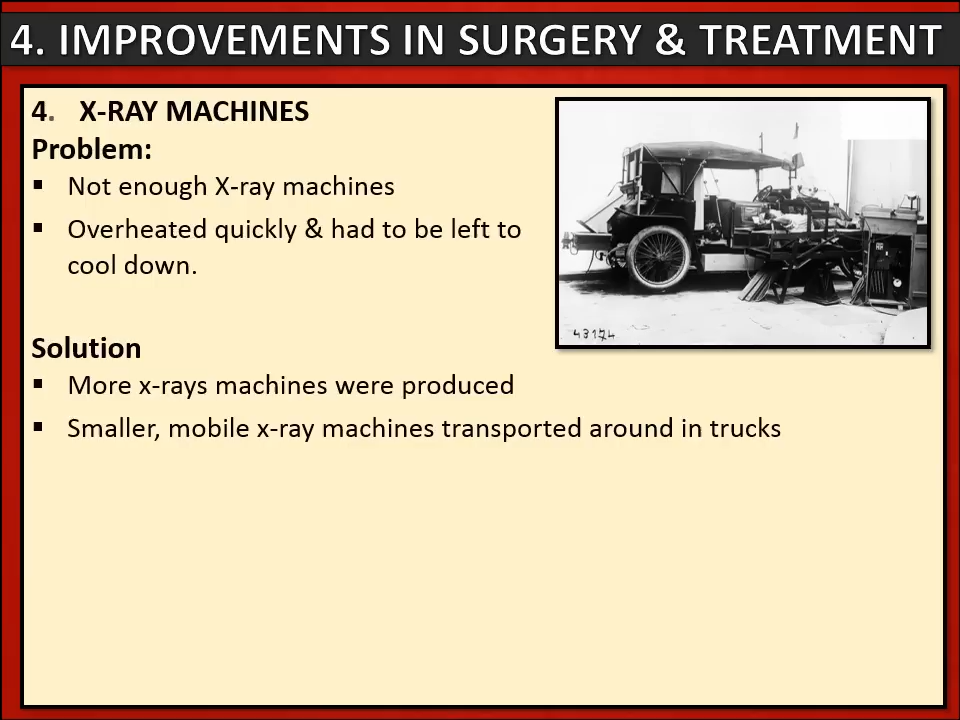 4. IMPROVEMENTS IN SURGERY & TREATMENT
4. X-RAY MACHINES
Problem:
▪ Not enough X-ray machines
▪ Overheated quickly & had to be left to
cool down.
Solution
▪ More x-rays machines were produced
▪ Smaller, mobile x-ray machines transported around in trucks